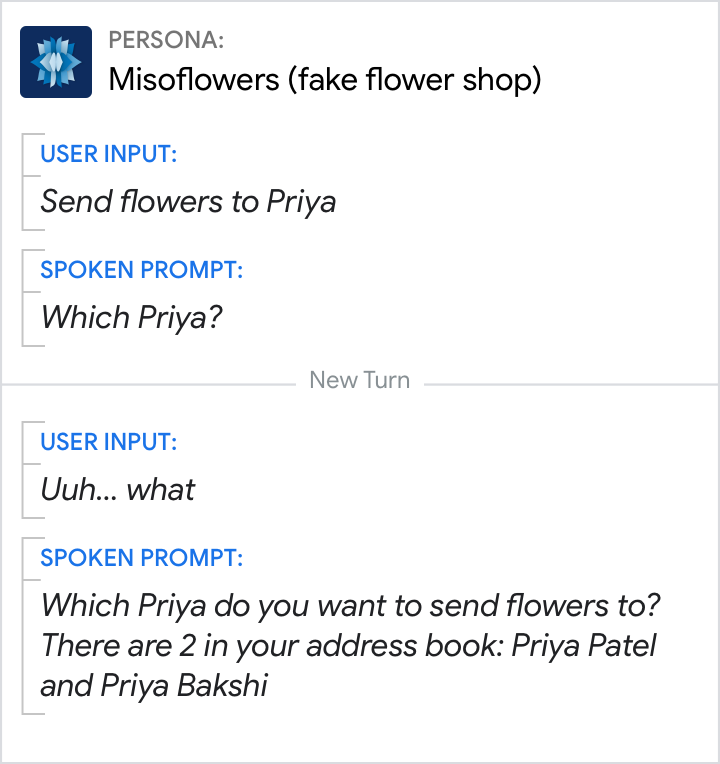 PERSONA:
Misoflowers (fake flower shop)
USER INPUT:
Send flowers to Priya
SPOKEN PROMPT:
Which Priya?
New Turn
USER INPUT:
Uuh... what
SPOKEN PROMPT:
Which Priya do you want to send flowers to?
There are 2 in your address book: Priya Patel
and Priya Bakshi